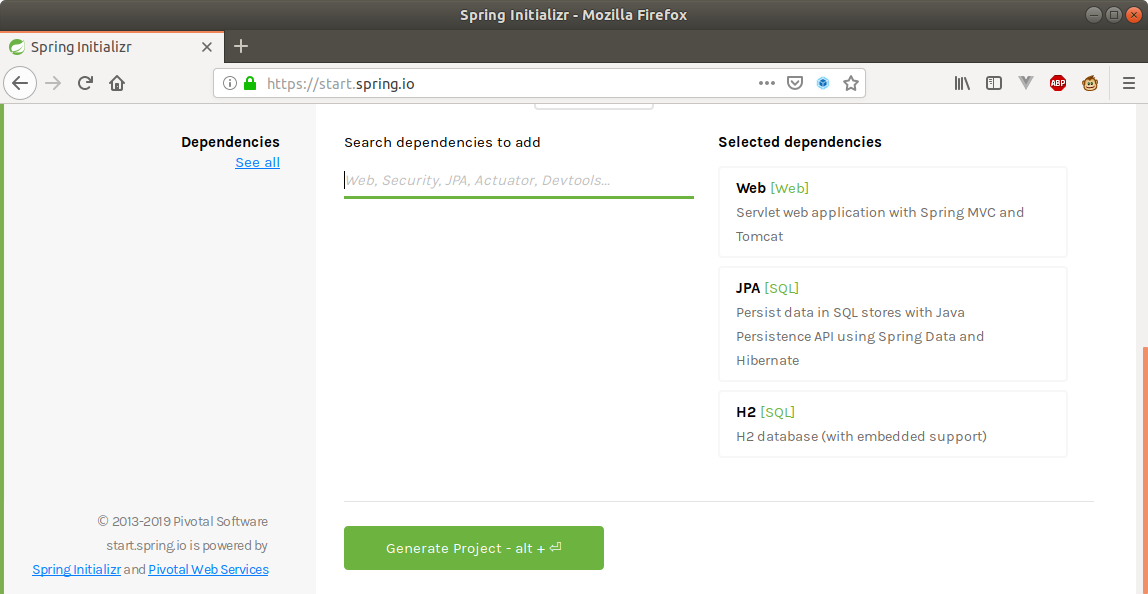 Spring Initializr - Mozilla Firefox
Spring Initializr
https://start.spring.io
ABP
Dependencies
See all
Search dependencies to add
Web, Security, JPA, Actuator, Devtools...
Selected dependencies
Web [Web]
Servlet web application with Spring MVC and
Tomcat
JPA [SQL]
Persist data in SQL stores with Java
Persistence API using Spring Data and
Hibernate
H2 [SQL]
H2 database (with embedded support)
© 2013-2019 Pivotal Software
start.spring.io is powered by
Spring Initializr and Pivotal Web Services
Generate Project - alt + ⏎